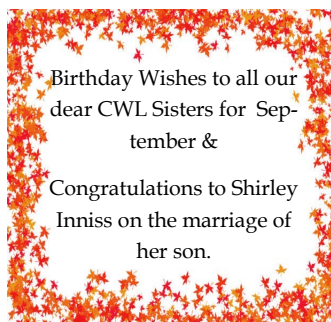 Birthday Wishes to all our
dear CWL Sisters for Sep-
tember &
Congratulations to Shirley
Inniss on the marriage of
her son.